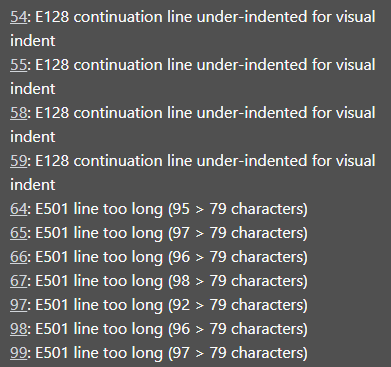 54: E128 continuation line under-indented for visual
indent
55: E128 continuation line under-indented for visual
indent
58: E128 continuation line under-indented for visual
indent
59: E128 continuation line under-indented for visual
indent
64: E501 line too long (95 > 79 characters)
65: E501 line too long (97 > 79 characters)
66: E501 line too long (96 > 79 characters)
67: E501 line too long (98 > 79 characters)
97: E501 line too long (92 > 79 characters)
98: E501 line too long (96 > 79 characters)
99: E501 line too long (97 > 79 characters)